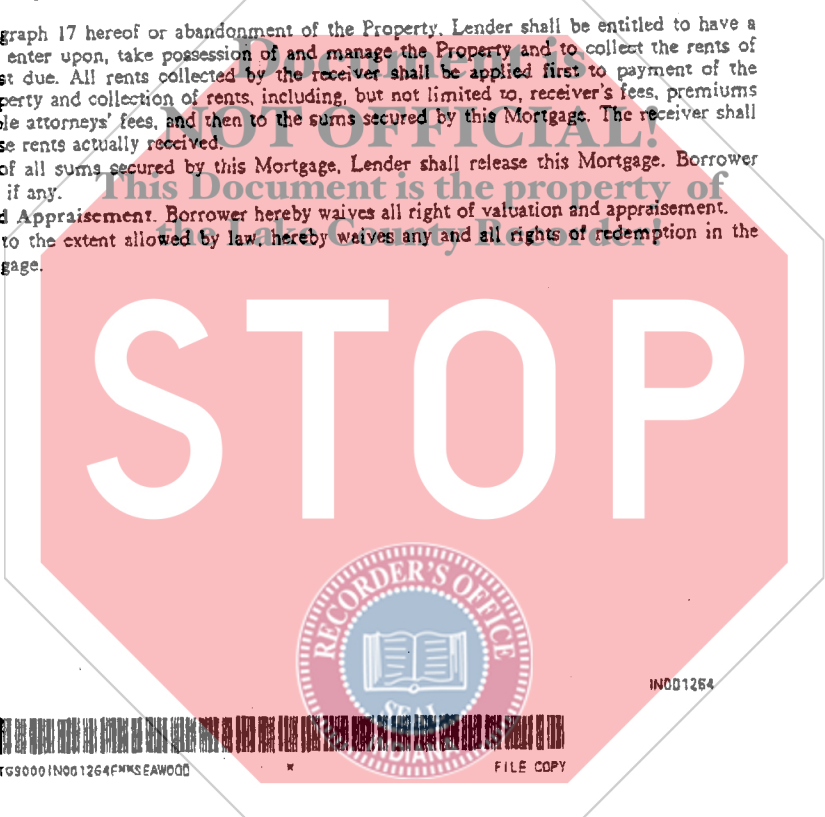 graph 17 hereof or abandonment of the Property, Lender shall be entitled to have a
enter upon, take possession of and manage the Property and to collect the rents of
st due. All rents collected by the receiver shall be applied first to payment of the
perty and collection of rents, including, but not limited to, receiver's fees, premiums
le attorneys' fees, and then to the sums secured by this Mortgage. The receiver shall
se rents actually received.
of all sums secured by this Mortgage, Lender shall release this Mortgage. Borrower
if any.
d Appraisement. Borrower hereby waives all right of valuation and appraisement.
to the extent allowed by law, hereby waives any and all rights of redemption in the
gage.
Document is
NOT OFFICIAL!
This Document is the property of
the Lake County Recorder!
STOP
RECORDER'S OFFICE
SEAL
INDIANA
IN001264
TGS0001N001264F**SEAWOOD
*
FILE COPY